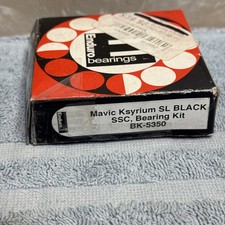 Enduro
bearings
Mavic Ksyrium SL BLACK
SSC, Bearing Kit
BK-5350